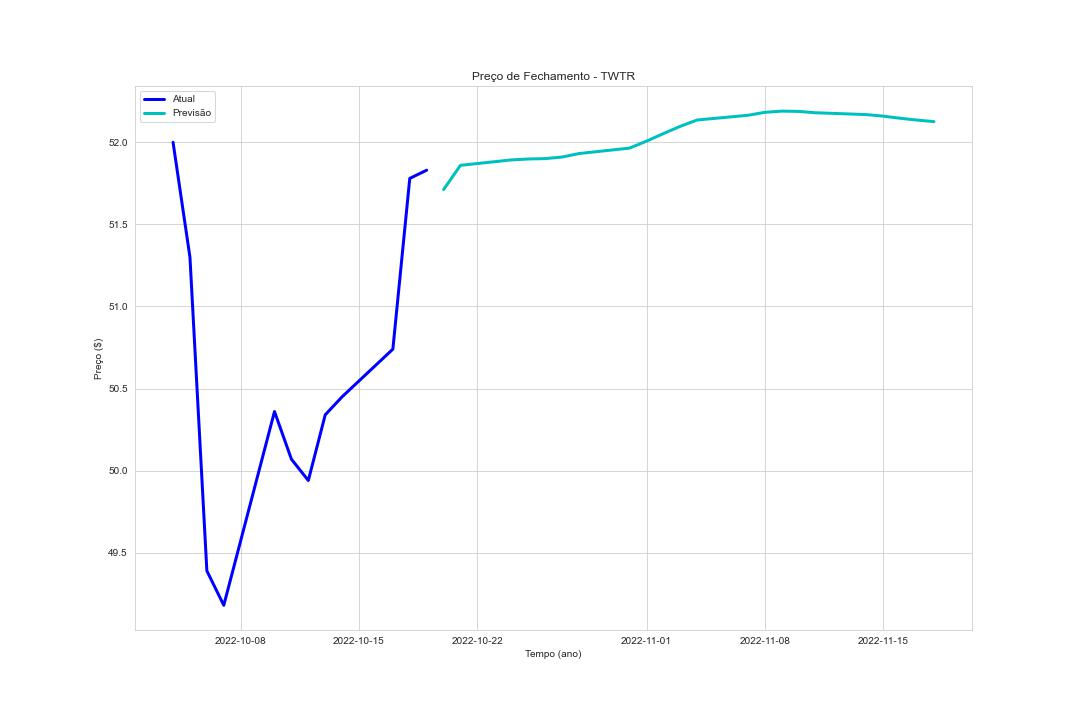 Preço de Fechamento - TWTR
Atual
Previsão
52.0
51.5
51.0
50.5
50.0
49.5
Preço ($)
2022-10-08 2022-10-15 2022-10-22 2022-11-01 2022-11-08 2022-11-15
Tempo (ano)